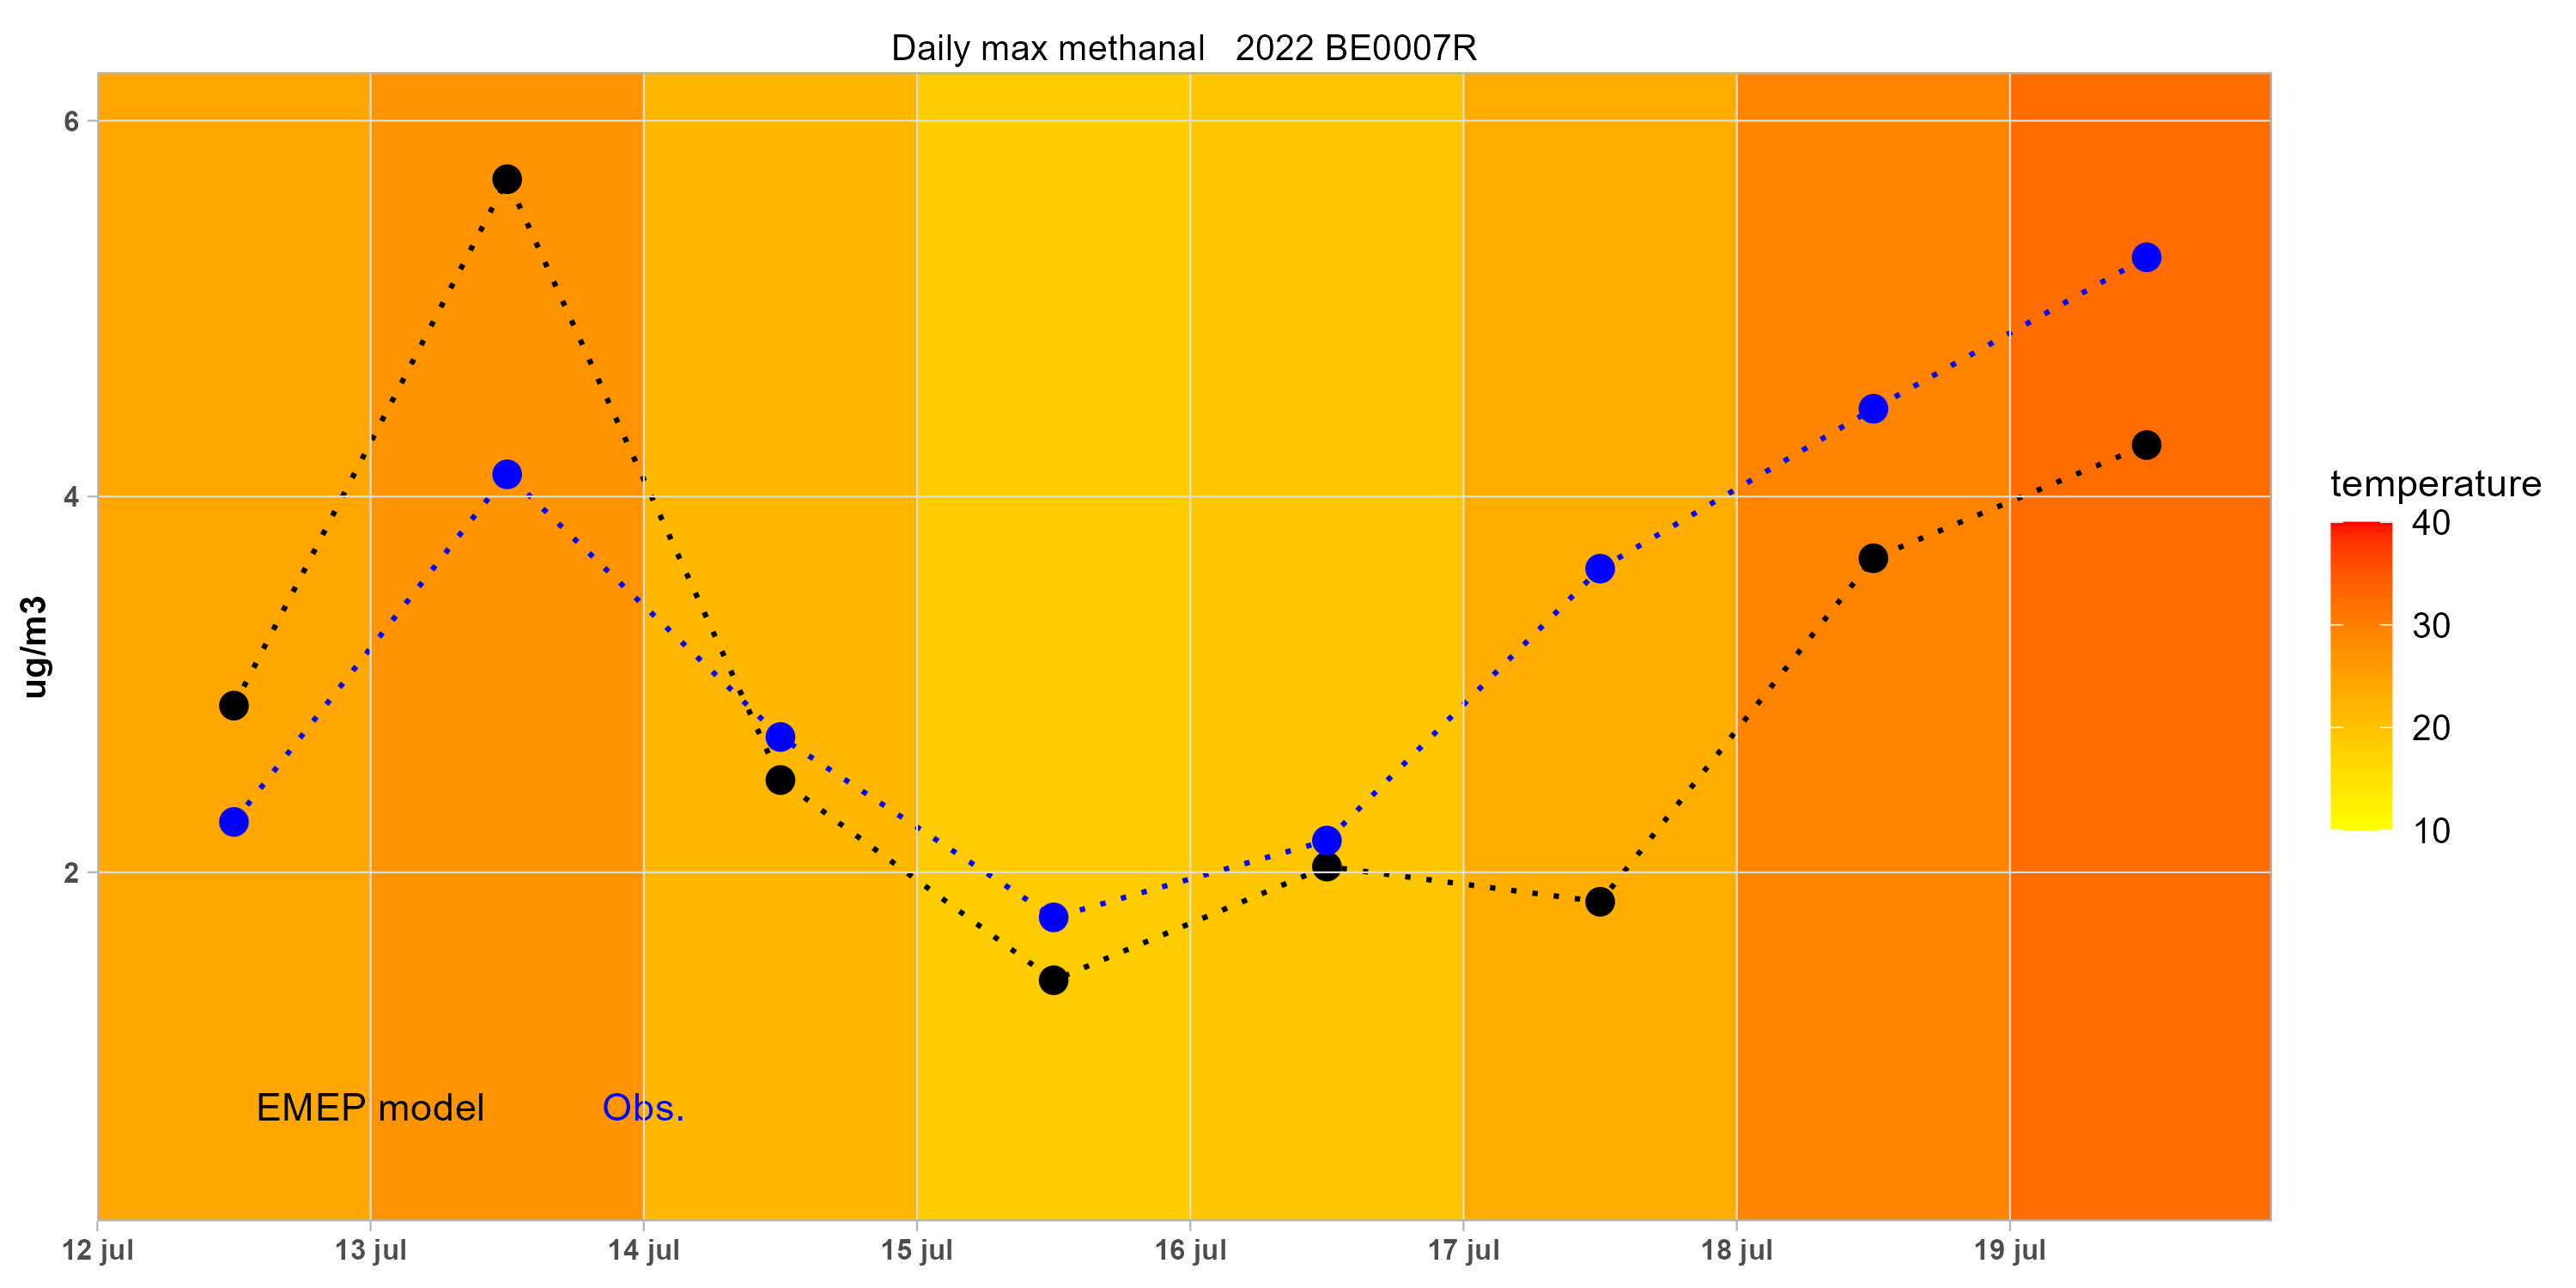 Daily max methanal   2022 BE0007R
6
4
2
ug/m3
EMEP model
Obs.
12 jul
13 jul
14 jul
15 jul
16 jul
17 jul
18 jul
19 jul
temperature
40
30
20
10